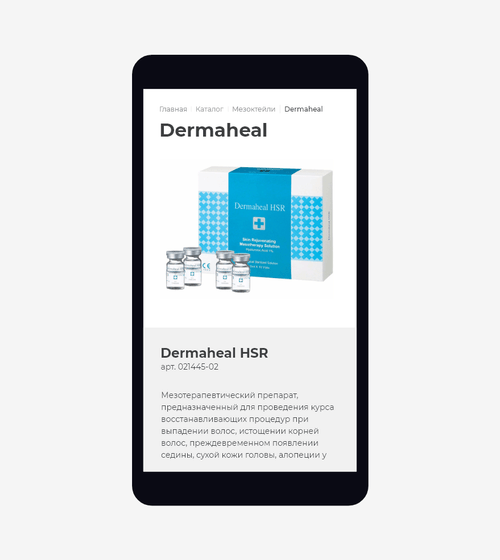 Главная Каталог Мезоктейли Dermaheal
Dermaheal
Dermaheal HSR
Skin Rejuvenating
Mesotherapy Solution
Dermaheal HSR
арт. 021445-02
Мезотерапевтический препарат,
предназначенный для проведения курса
восстанавливающих процедур при
выпадении волос, истощении корней
волос, преждевременном появлении
седины, сухой кожи головы, алопеции у